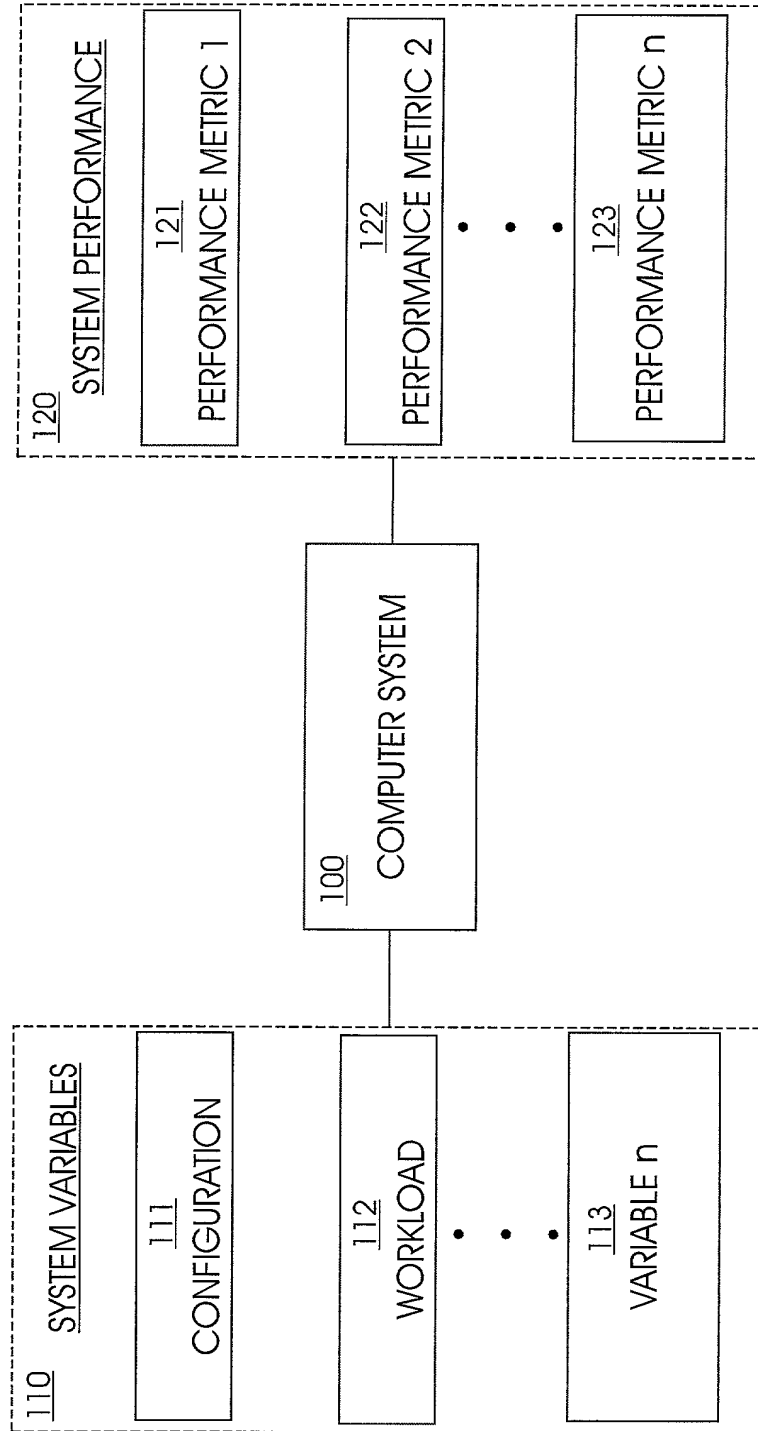 110
SYSTEM VARIABLES
111
CONFIGURATION
112
WORKLOAD
113
VARIABLE n
100
COMPUTER SYSTEM
120
SYSTEM PERFORMANCE
121
PERFORMANCE METRIC 1
122
PERFORMANCE METRIC 2
123
PERFORMANCE METRIC n